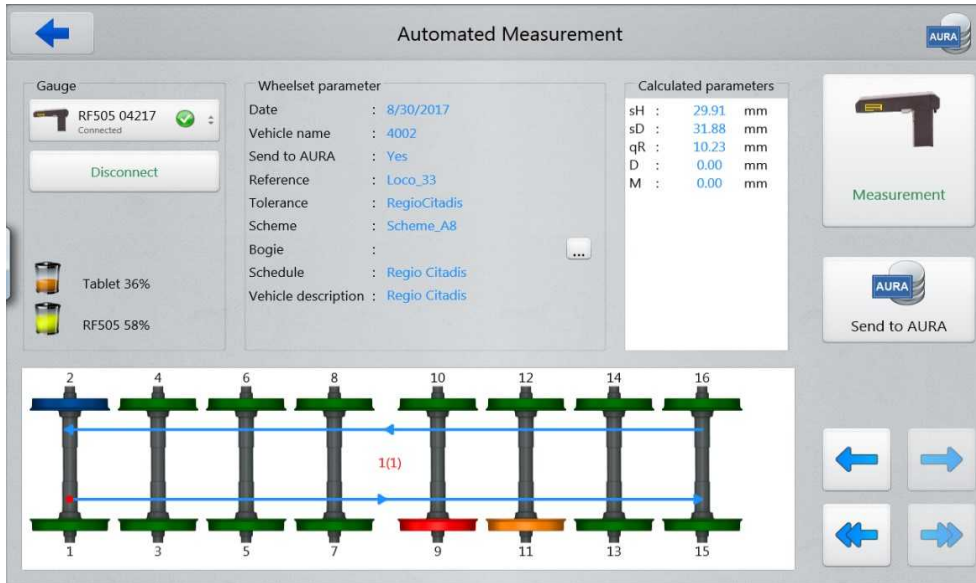 Automated Measurement
AURA
Gauge
RF505 04217
Connected
Disconnect
Tablet 36%
RF505 58%
Wheelset parameter
Date : 8/30/2017
Vehicle name : 4002
Send to AURA : Yes
Reference : Loco_33
Tolerance : RegioCitadis
Scheme : Scheme_A8
Bogie : ...
Schedule : Regio Citadis
Vehicle description : Regio Citadis
Calculated parameters
sH : 29.91 mm
sD : 31.88 mm
qR : 10.23 mm
D : 0.00 mm
M : 0.00 mm
Measurement
AURA
Send to AURA
2 4 6 8 10 12 14 16
1(1)
1 3 5 7 9 11 13 15